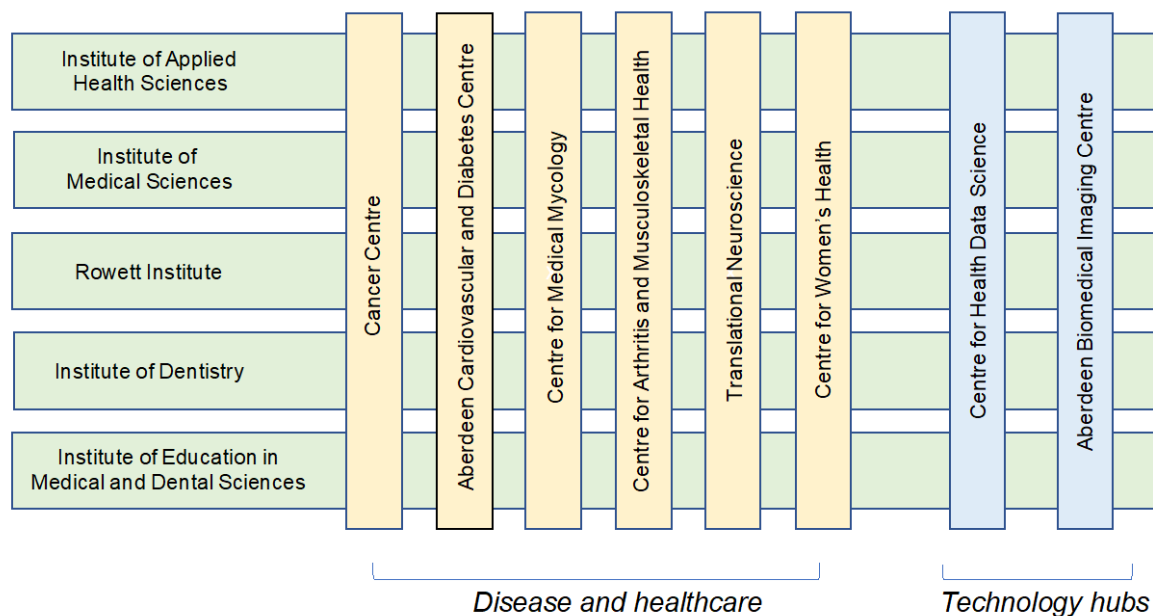 Institute of Applied
Health Sciences
Institute of
Medical Sciences
Rowett Institute
Institute of Dentistry
Institute of Education in
Medical and Dental Sciences
Cancer Centre
Aberdeen Cardiovascular and Diabetes Centre
Centre for Medical Mycology
Centre for Arthritis and Musculoskeletal Health
Translational Neuroscience
Centre for Women’s Health
Centre for Health Data Science
Aberdeen Biomedical Imaging Centre
Disease and healthcare
Technology hubs